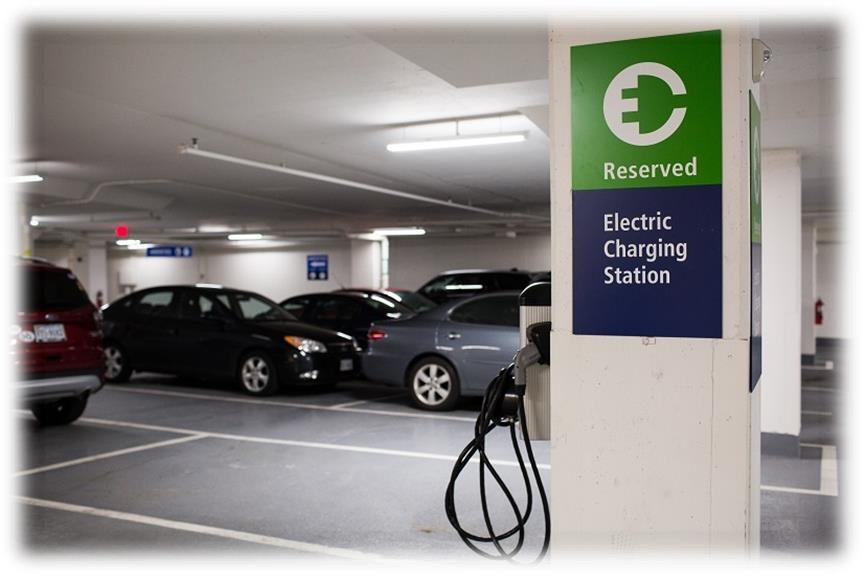 Reserved
Electric
Charging
Station